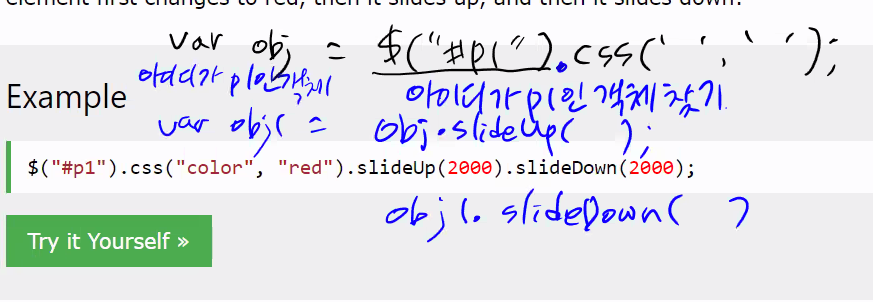 element first changes to red, then it slides up, and then it slides down:
var obj = $("#p1").css(' ', ' ');
아이디가 p1인 객체
아이디가 p1인 객체 찾기
Example
var obj1 = obj.slideUp( );
$("#p1").css("color", "red").slideUp(2000).slideDown(2000);
obj1.slideDown( )
Try it Yourself »